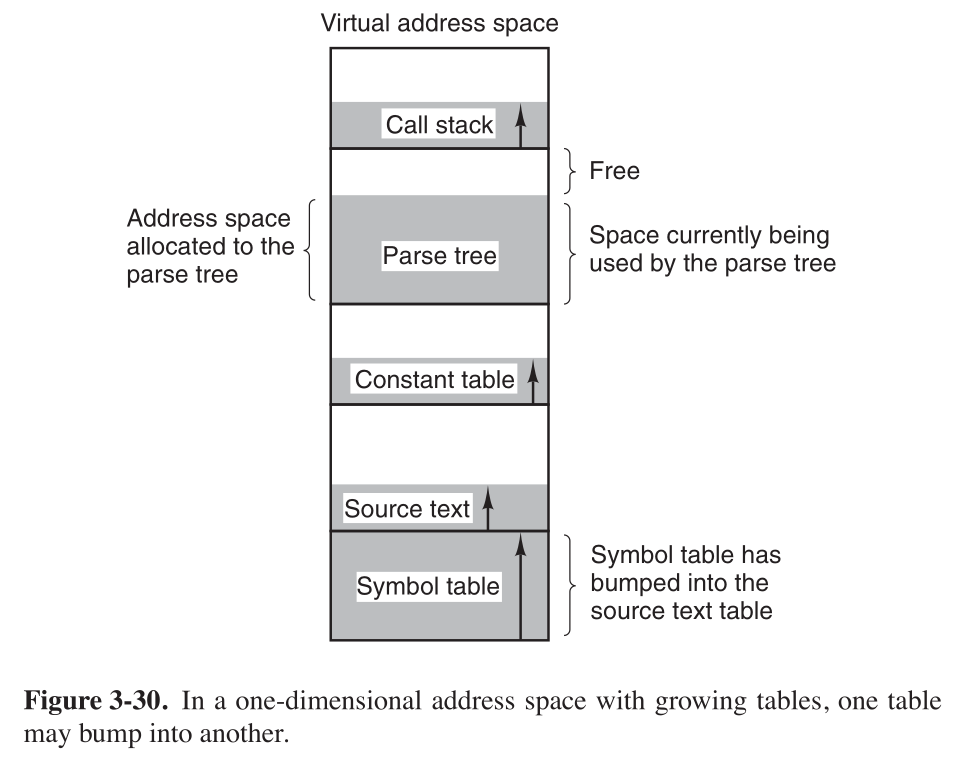 Virtual address space
Call stack
Free
Address space
allocated to the
parse tree
Parse tree
Space currently being
used by the parse tree
Constant table
Source text
Symbol table
Symbol table has
bumped into the
source text table
Figure 3-30. In a one-dimensional address space with growing tables, one table
may bump into another.